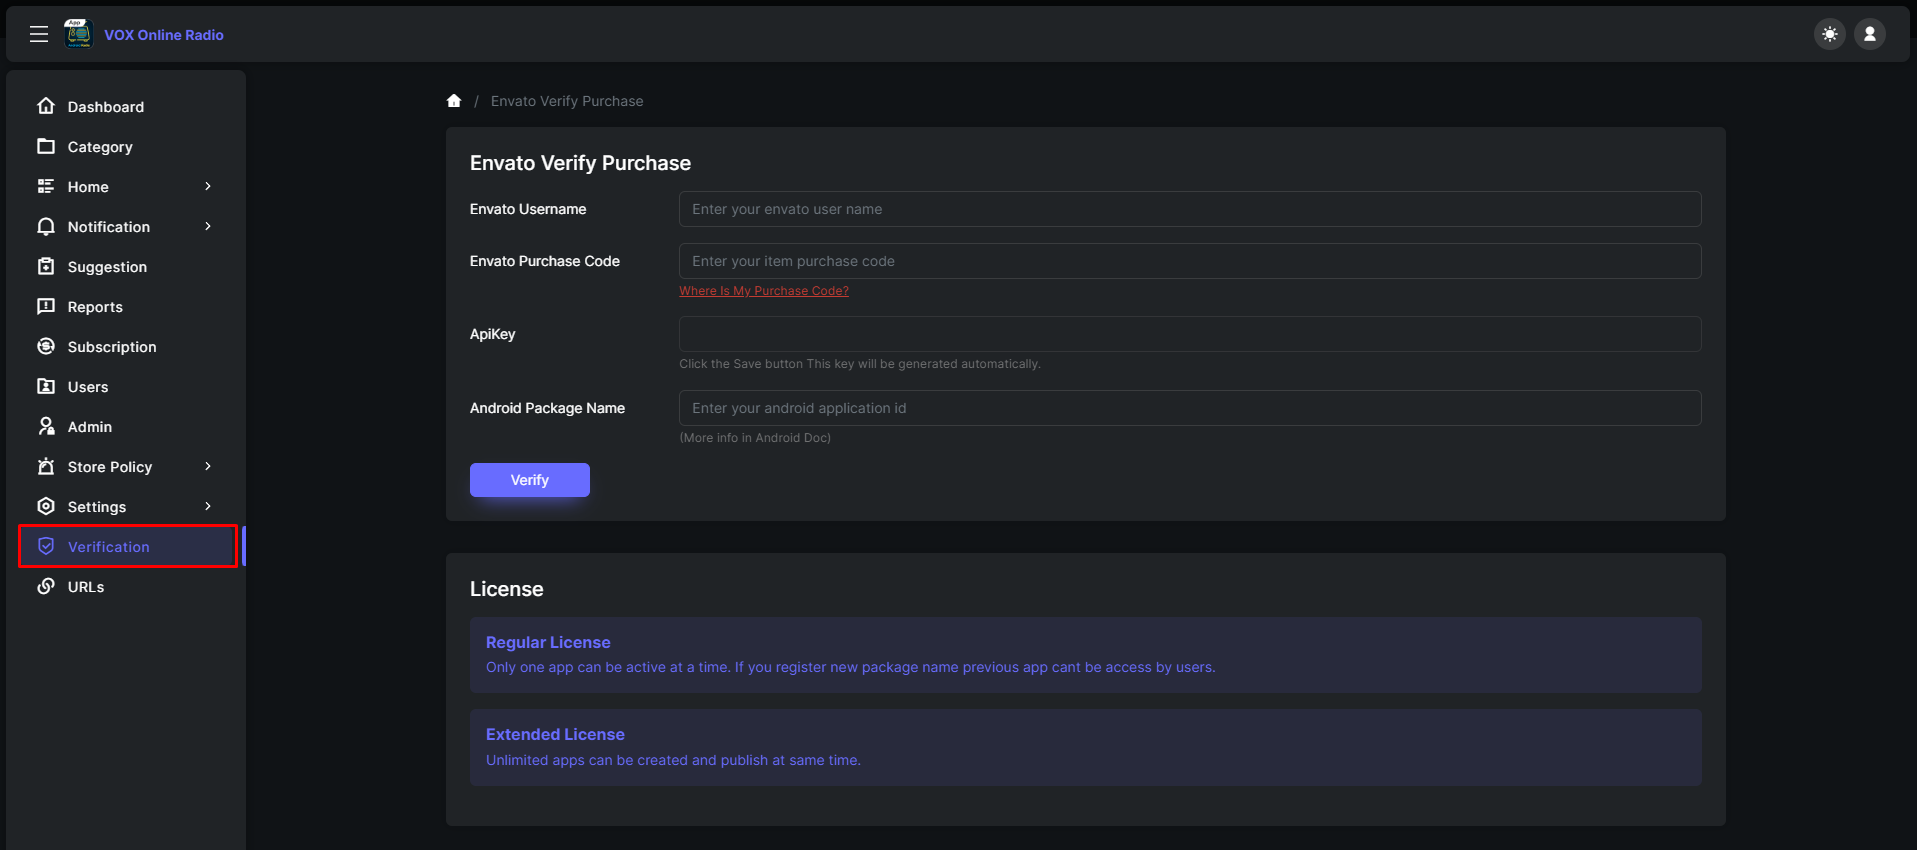 App
VOX Online Radio
Dashboard
Category
Home
Notification
Suggestion
Reports
Subscription
Users
Admin
Store Policy
Settings
Verification
URLs
/ Envato Verify Purchase
Envato Verify Purchase
Envato Username
Enter your envato user name
Envato Purchase Code
Enter your item purchase code
Where Is My Purchase Code?
ApiKey
Click the Save button This key will be generated automatically.
Android Package Name
Enter your android application id
(More info in Android Doc)
Verify
License
Regular License
Only one app can be active at a time. If you register new package name previous app cant be access by users.
Extended License
Unlimited apps can be created and publish at same time.